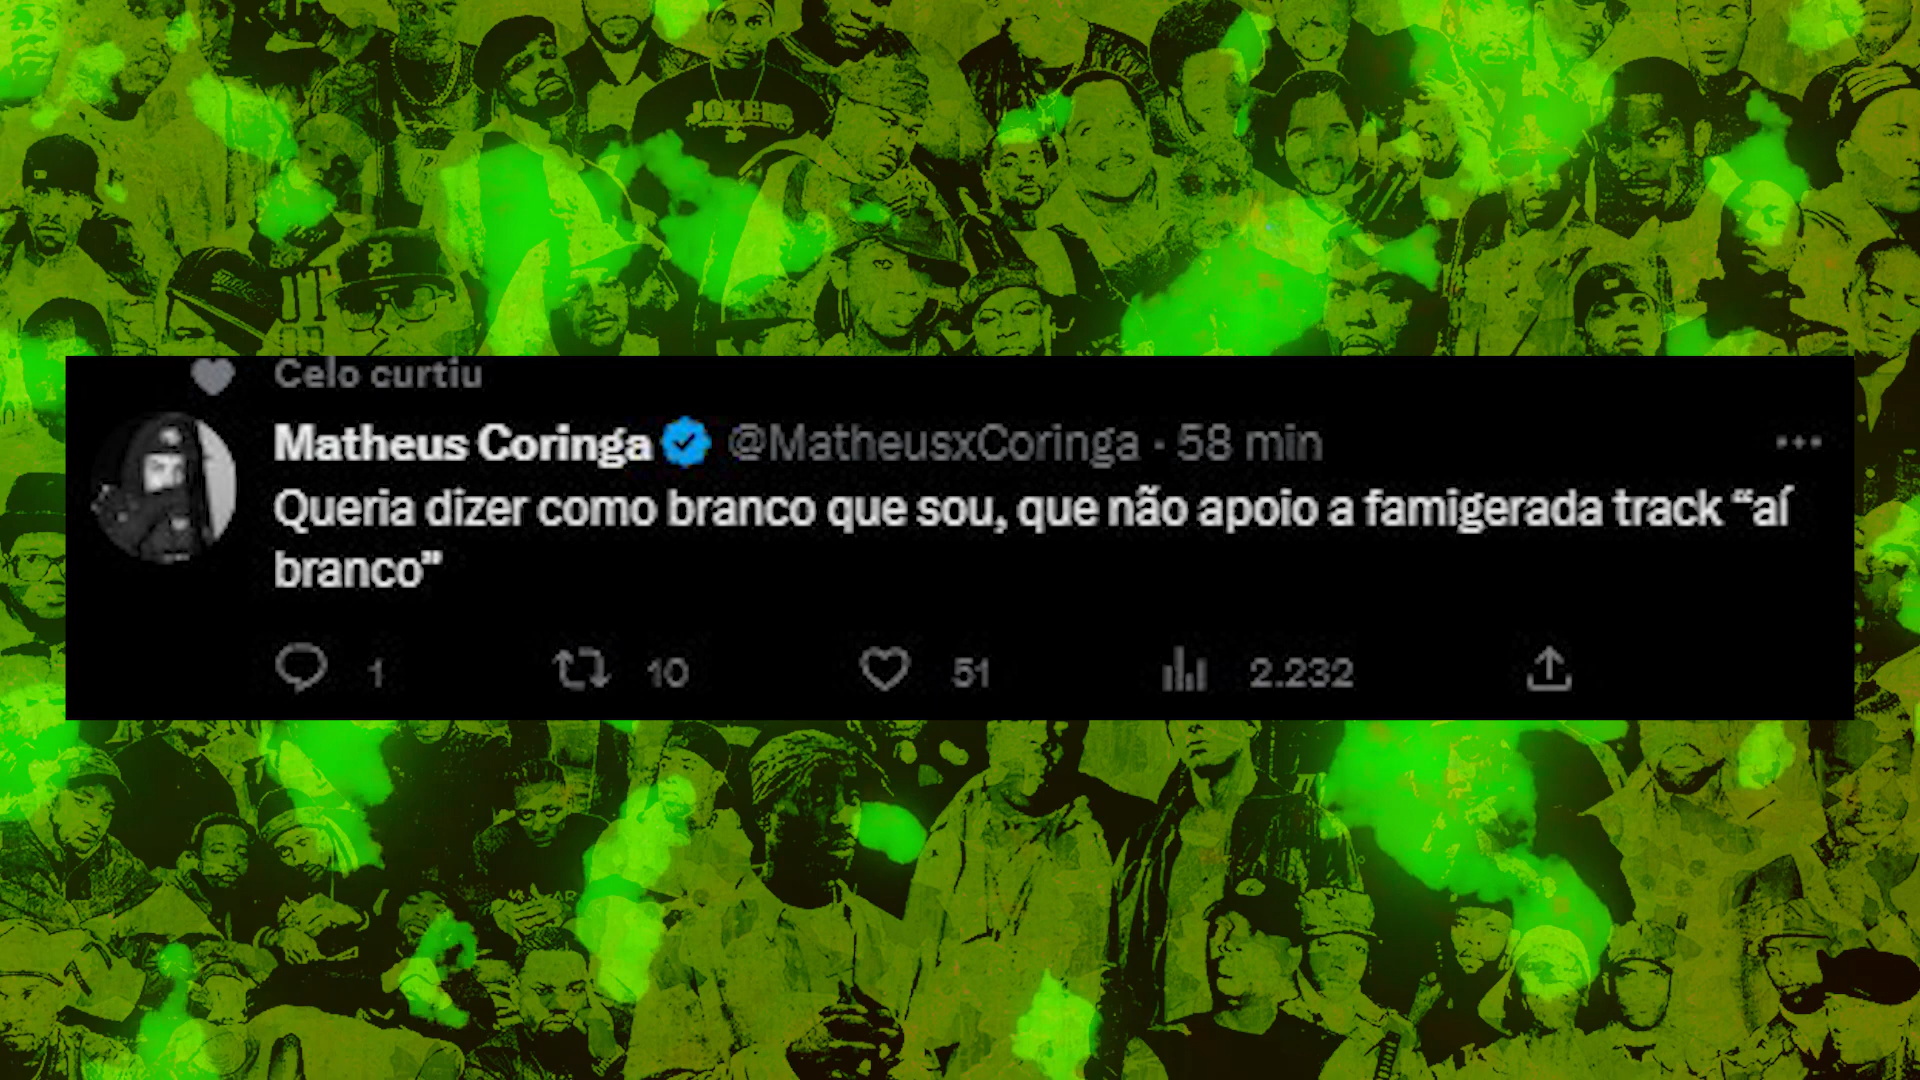 JOKERS
D
Celo curtiu
Matheus Coringa @MatheusxCoringa · 58 min
Queria dizer como branco que sou, que não apoio a famigerada track “aí
branco”
1 10 51 2.232